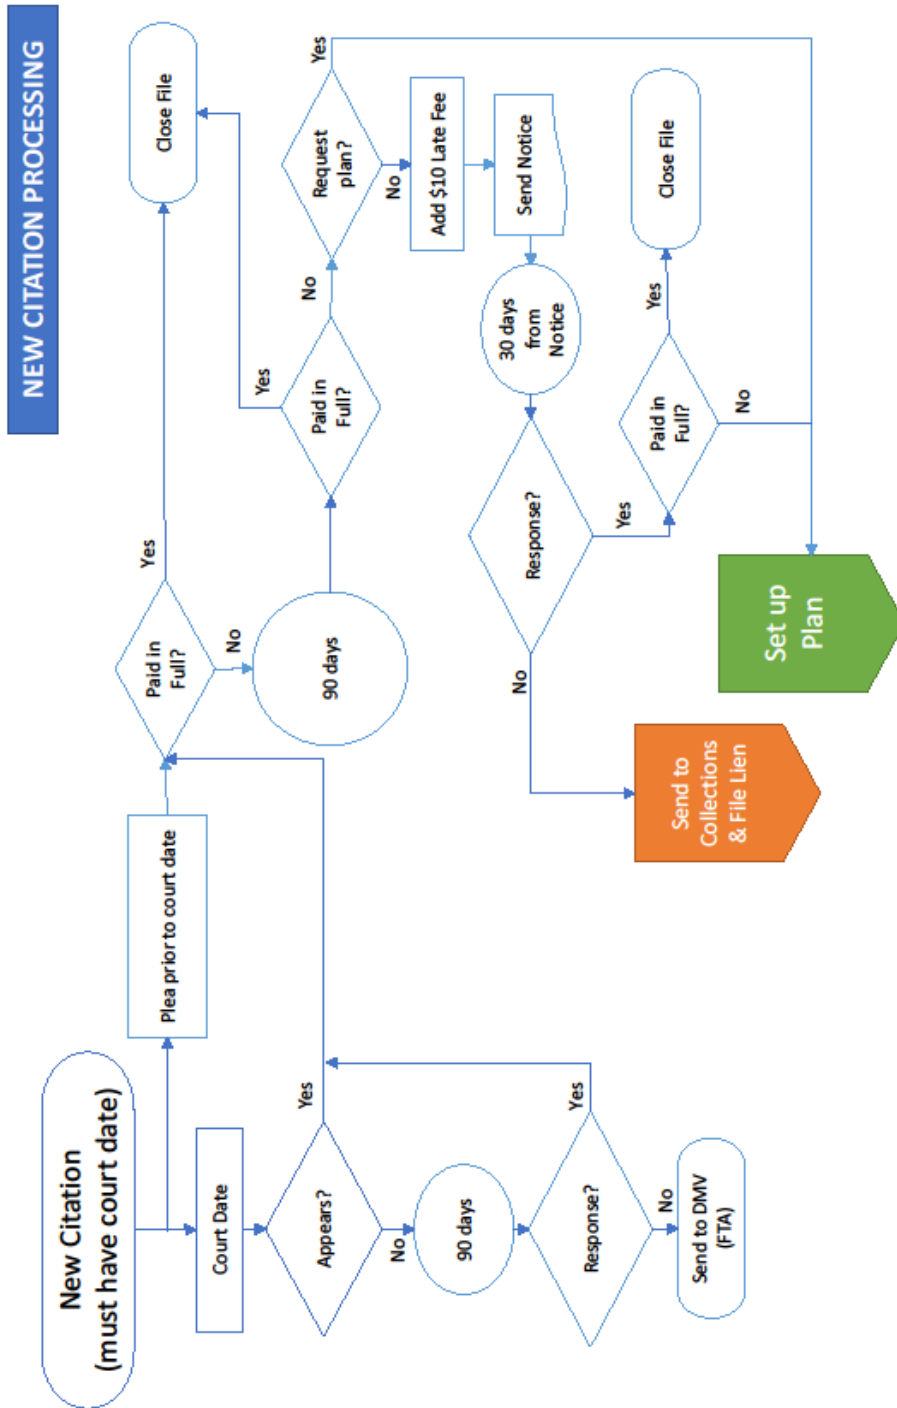 NEW CITATION PROCESSING
New Citation
(must have court date)
Plea prior to court date
Paid in
Full?
Yes
Close File
No
90 days
Paid in
Full?
Yes
No
Request
plan?
Yes
No
Add $10 Late Fee
Send Notice
30 days
from
Notice
Response?
Yes
No
Paid in
Full?
Yes
Close File
No
Court Date
Appears?
Yes
No
90 days
Response?
Yes
No
Send to DMV
(FTA)
Send to
Collections
& File Lien
Set up
Plan